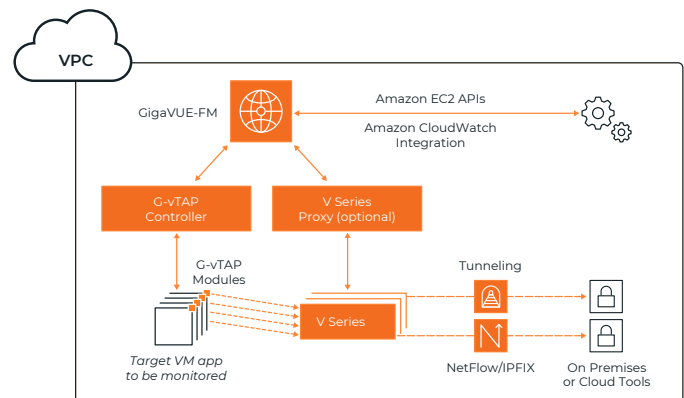 VPC
GigaVUE-FM
Amazon EC2 APIs
Amazon CloudWatch
Integration
G-vTAP
Controller
V Series
Proxy (optional)
G-vTAP
Modules
Tunneling
V Series
Target VM app
to be monitored
NetFlow/IPFIX
On Premises
or Cloud Tools